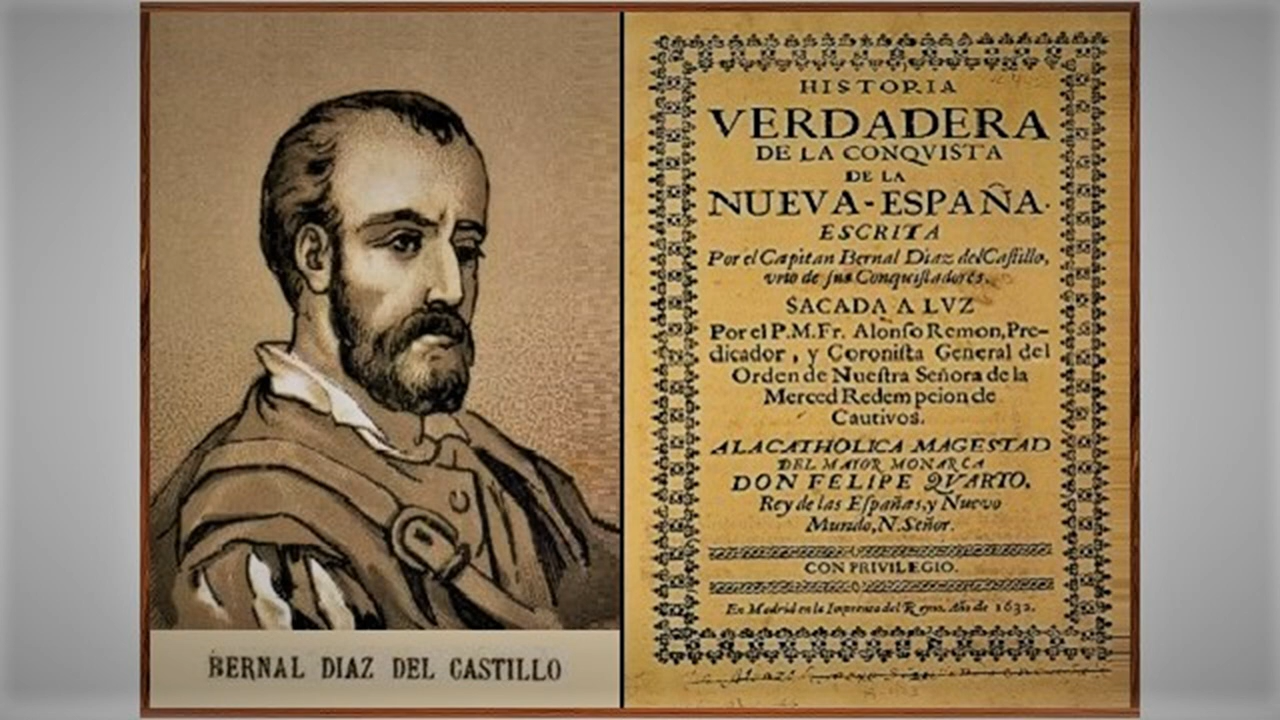 BERNAL DIAZ DEL CASTILLO
HISTORIA
VERDADERA
DE LA CONQVISTA
DE LA
NUEVA-ESPAÑA.
ESCRITA
Por el Capitan Bernal Diaz del Caſtillo,
vno de ſus Conquiſtadores.
SACADA A LVZ
Por el P.M.Fr. Alonſo Remon, Pre-
dicador, y Coroniſta General del
Orden de Nueſtra Señora de la
Merced Redempcion de
Cautivos.
A LA CATHOLICA MAGESTAD
DEL MAYOR MONARCA
DON FELIPE QVARTO,
Rey de las Eſpañas, y Nuevo
Mundo, N. Señor.
CON PRIVILEGIO.
En Madrid en la Imprenta del Reyno. Año de 1632.